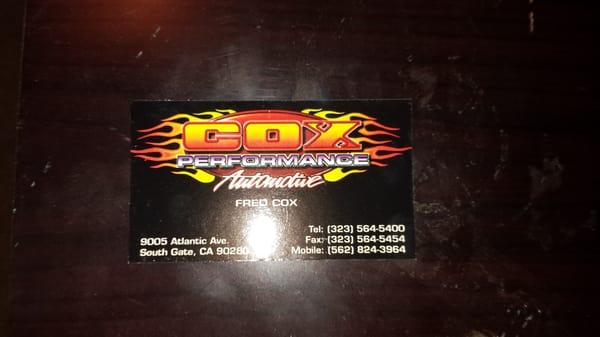 COX
PERFORMANCE
Automotive
FRED COX
Tel: (323) 564-5400
9005 Atlantic Ave. Fax: (323) 564-5454
South Gate, CA 90280 Mobile: (562) 824-3964